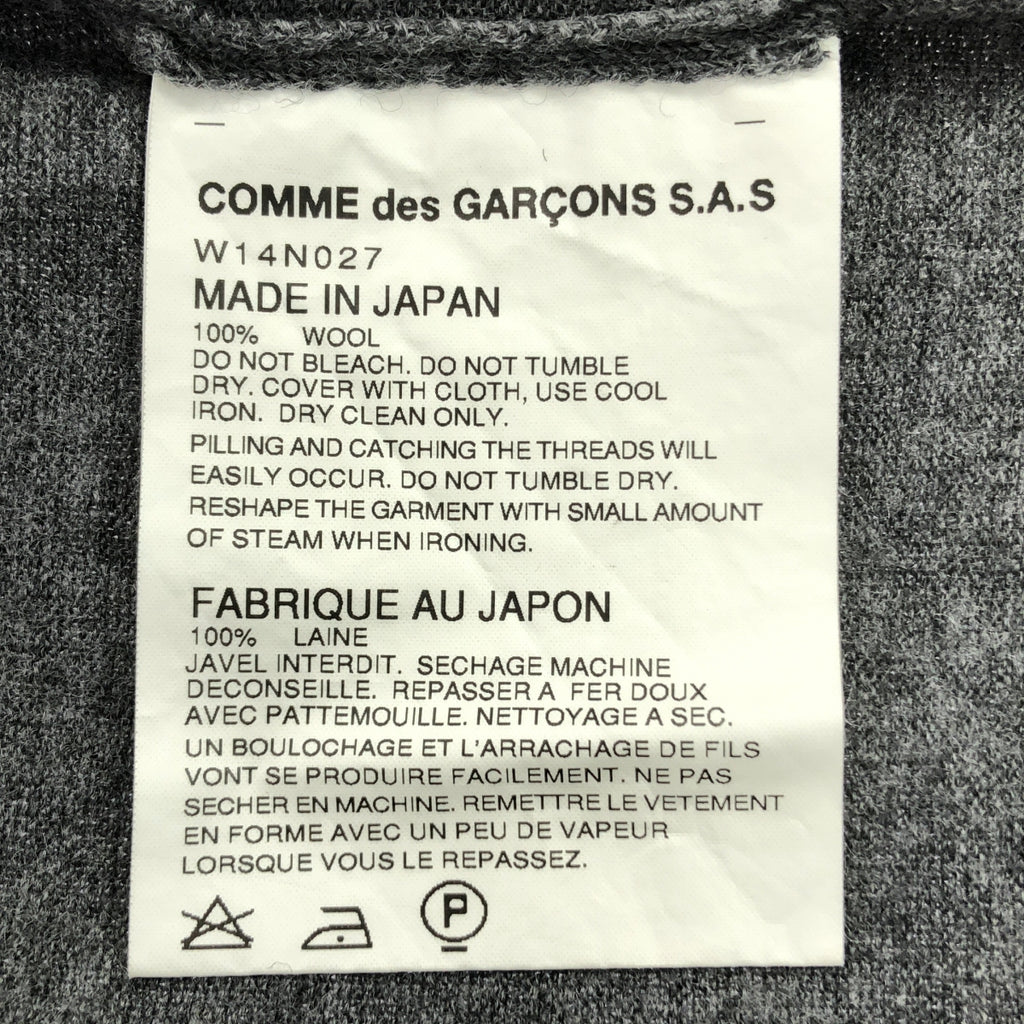 COMME des GARÇONS S.A.S
W14N027
MADE IN JAPAN
100% WOOL
DO NOT BLEACH. DO NOT TUMBLE
DRY. COVER WITH CLOTH, USE COOL
IRON. DRY CLEAN ONLY.
PILLING AND CATCHING THE THREADS WILL
EASILY OCCUR. DO NOT TUMBLE DRY.
RESHAPE THE GARMENT WITH SMALL AMOUNT
OF STEAM WHEN IRONING.
FABRIQUE AU JAPON
100% LAINE
JAVEL INTERDIT. SECHAGE MACHINE
DECONSEILLE. REPASSER A FER DOUX
AVEC PATTEMOUILLE. NETTOYAGE A SEC.
UN BOULOCHAGE ET L'ARRACHAGE DE FILS
VONT SE PRODUIRE FACILEMENT. NE PAS
SECHER EN MACHINE. REMETTRE LE VETEMENT
EN FORME AVEC UN PEU DE VAPEUR
LORSQUE VOUS LE REPASSEZ.
P